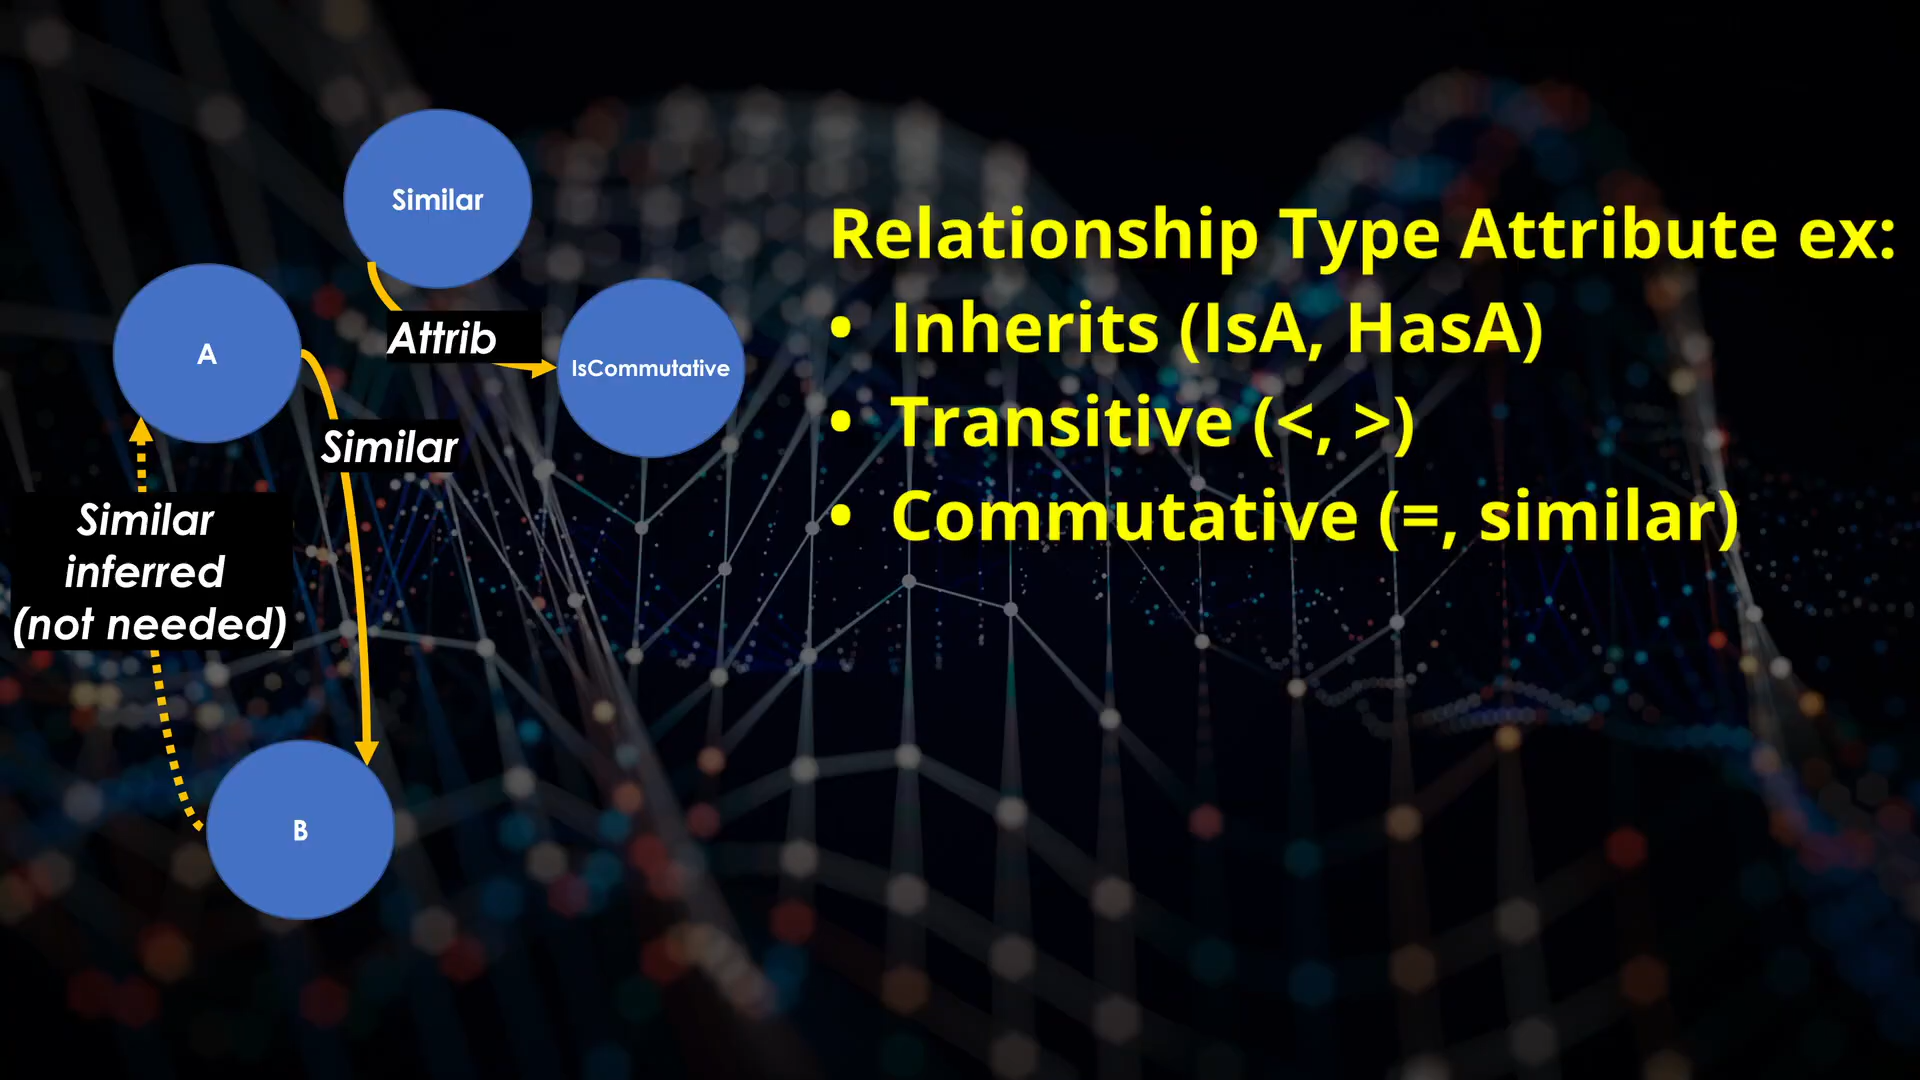 Similar
A
Attrib
IsCommutative
Similar
Similar
inferred
(not needed)
B
Relationship Type Attribute ex:
• Inherits (IsA, HasA)
• Transitive (<, >)
• Commutative (=, similar)